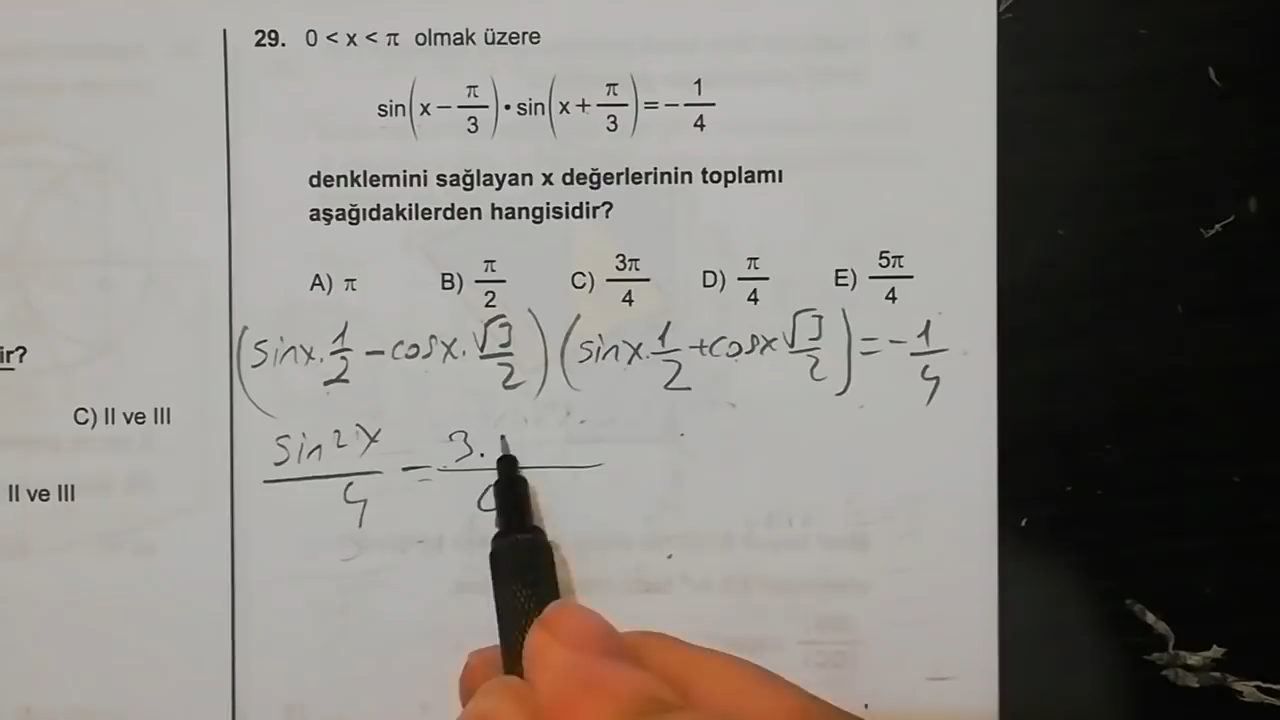 29. 0 < x < π olmak üzere
sin(x − π/3) • sin(x + π/3) = − 1/4
denklemini sağlayan x değerlerinin toplamı
aşağıdakilerden hangisidir?
A) π B) π/2 C) 3π/4 D) π/4 E) 5π/4
(sinx. 1/2 − cosx. √3/2) (sinx. 1/2 + cosx √3/2) = − 1/4
sin²x/4 − 3.
ir?
C) II ve III
II ve III